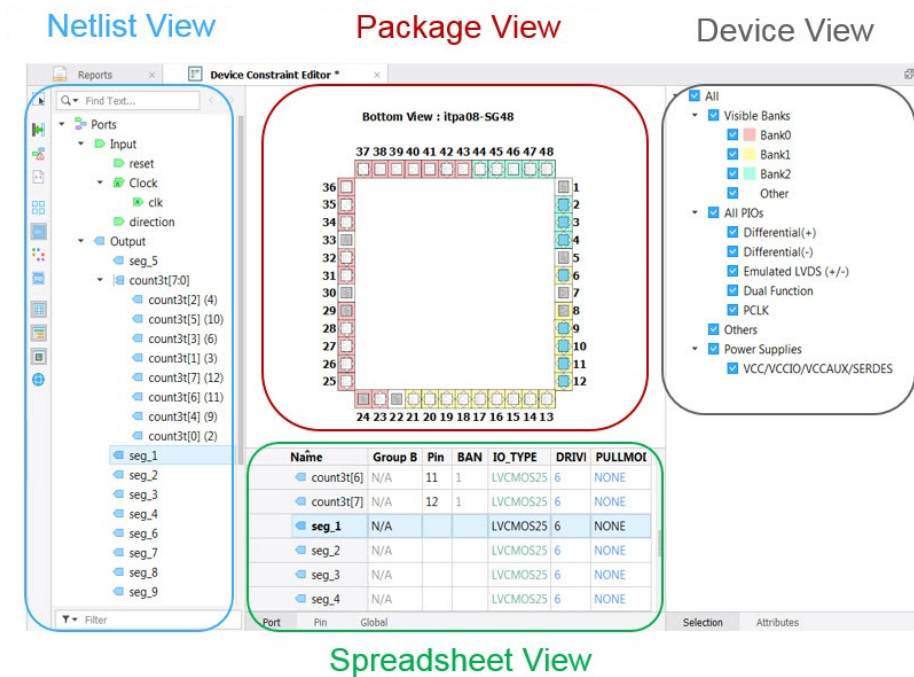 Netlist View
Package View
Device View
Reports
Device Constraint Editor *
Find Text...
Ports
Input
reset
Clock
clk
direction
Output
seg_5
count3t[7:0]
count3t[2] (4)
count3t[5] (10)
count3t[3] (6)
count3t[1] (3)
count3t[7] (12)
count3t[6] (11)
count3t[4] (9)
count3t[0] (2)
seg_1
seg_2
seg_3
seg_4
seg_6
seg_7
seg_8
seg_9
Filter
Bottom View : itpa08-SG48
37 38 39 40 41 42 43 44 45 46 47 48
36
35
34
33
32
31
30
29
28
27
26
25
1
2
3
4
5
6
7
8
9
10
11
12
24 23 22 21 20 19 18 17 16 15 14 13
Name Group B Pin BAN IO_TYPE DRIVI PULLMOD
count3t[6] N/A 11 1 LVCMOS25 6 NONE
count3t[7] N/A 12 1 LVCMOS25 6 NONE
seg_1 N/A LVCMOS25 6 NONE
seg_2 N/A LVCMOS25 6 NONE
seg_3 N/A LVCMOS25 6 NONE
seg_4 N/A LVCMOS25 6 NONE
Port Pin Global
All
Visible Banks
Bank0
Bank1
Bank2
Other
All PIOs
Differential(+)
Differential(-)
Emulated LVDS (+/-)
Dual Function
PCLK
Others
Power Supplies
VCC/VCCIO/VCCAUX/SERDES
Selection Attributes
Spreadsheet View